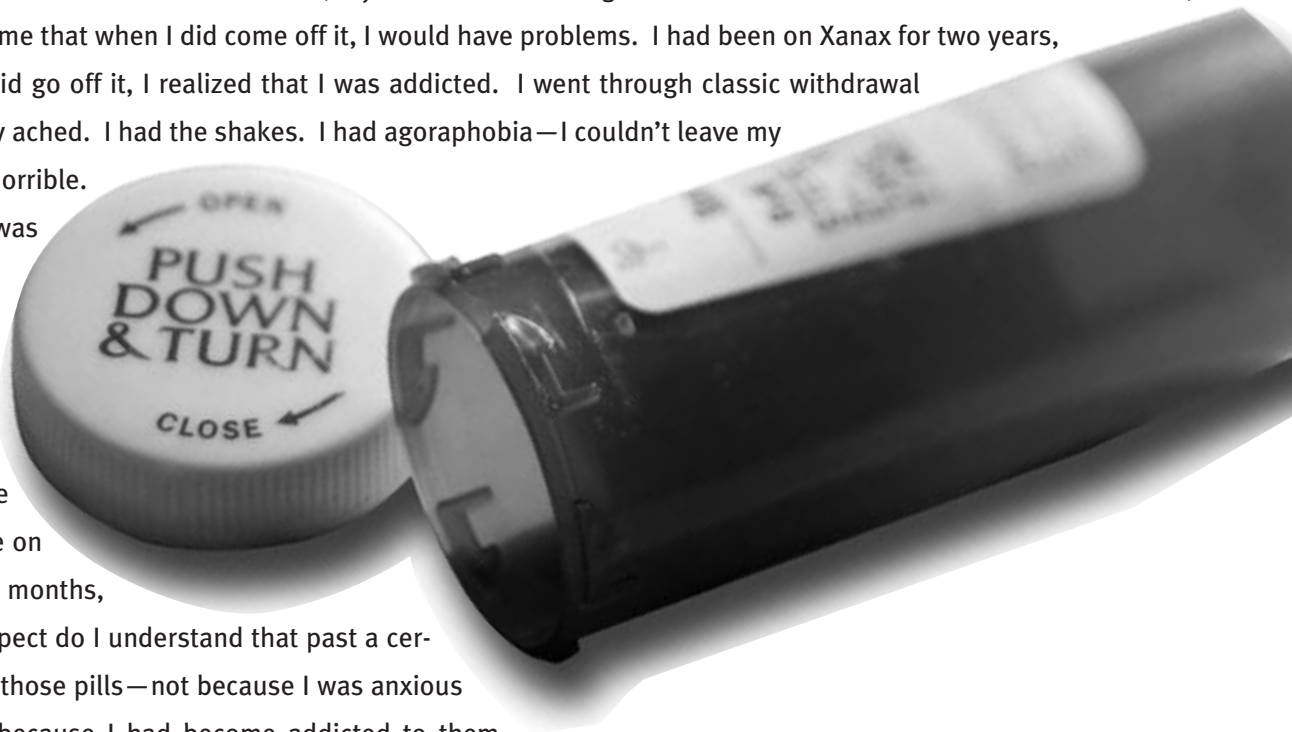 me that when I did come off it, I would have problems. I had been on Xanax for two years,
id go off it, I realized that I was addicted. I went through classic withdrawal
y ached. I had the shakes. I had agoraphobia—I couldn’t leave my
orrible.
was
OPEN
PUSH
DOWN
& TURN
CLOSE
e
e on
months,
pect do I understand that past a cer-
those pills—not because I was anxious
because I had become addicted to them